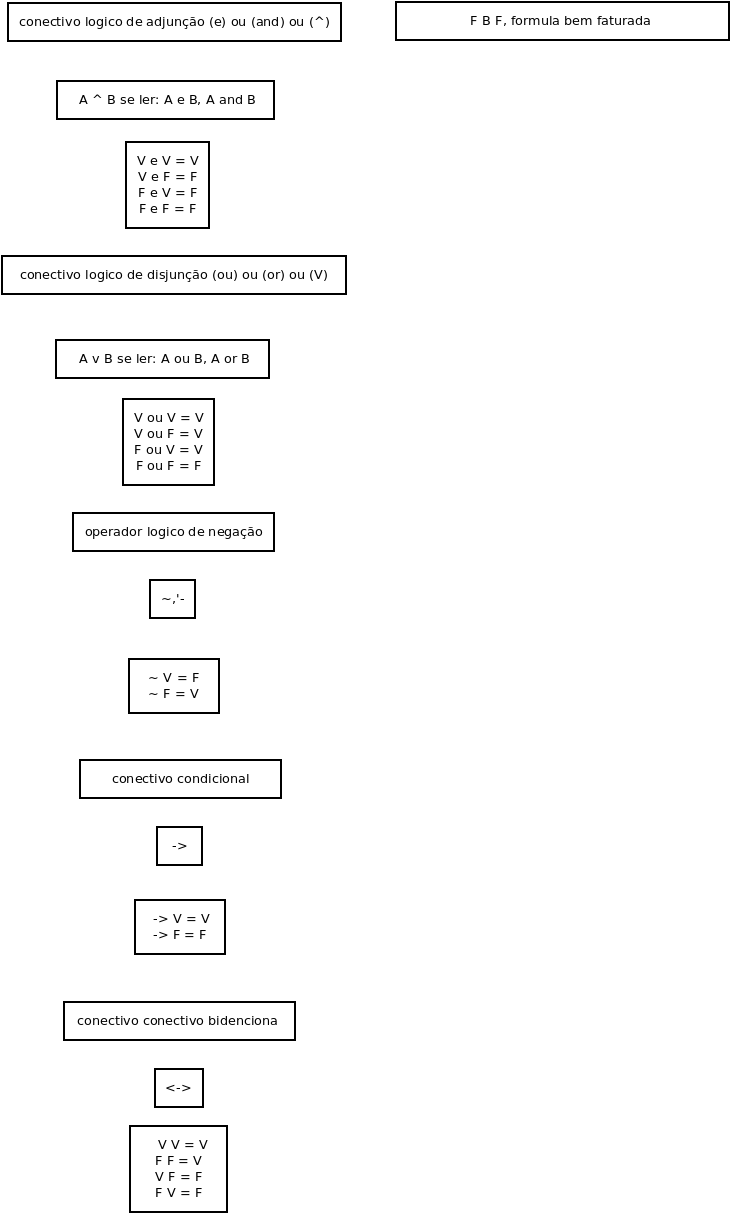 conectivo logico de adjunção (e) ou (and) ou (^)
F B F, formula bem faturada
A ^ B se ler: A e B, A and B
V e V = V
V e F = F
F e V = F
F e F = F
conectivo logico de disjunção (ou) ou (or) ou (V)
A v B se ler: A ou B, A or B
V ou V = V
V ou F = V
F ou V = V
F ou F = F
operador logico de negação
~,'-
~ V = F
~ F = V
conectivo condicional
->
-> V = V
-> F = F
conectivo conectivo bidenciona
<->
V V = V
F F = V
V F = F
F V = F